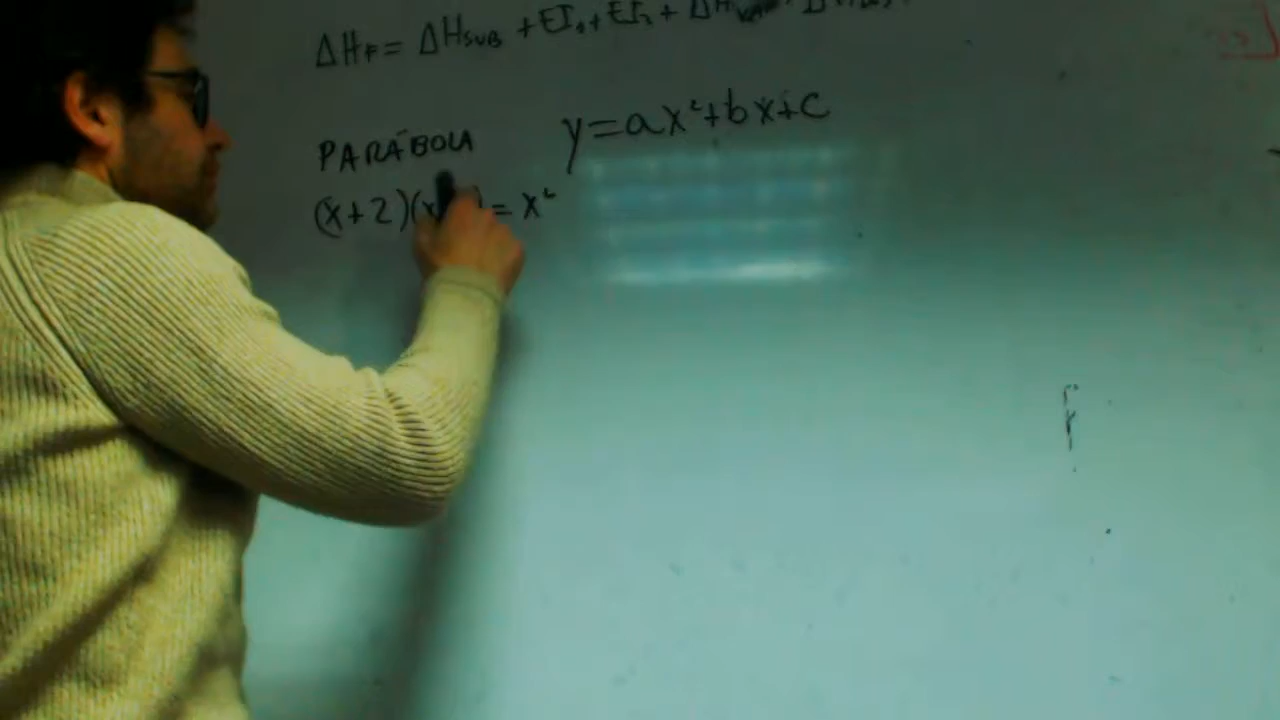 ΔHF = ΔHSUB + EI1 + EI2 + ΔH
PARÁBOLA y=ax²+bx+c
(x+2)(x ) = x²